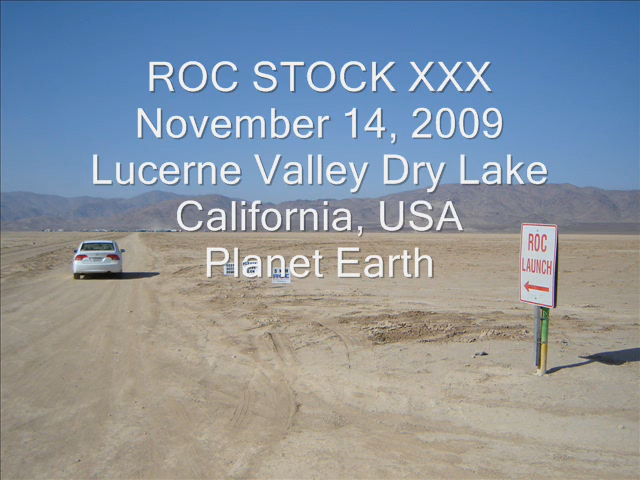 ROC STOCK XXX
November 14, 2009
Lucerne Valley Dry Lake
California, USA
Planet Earth
ROC
LAUNCH